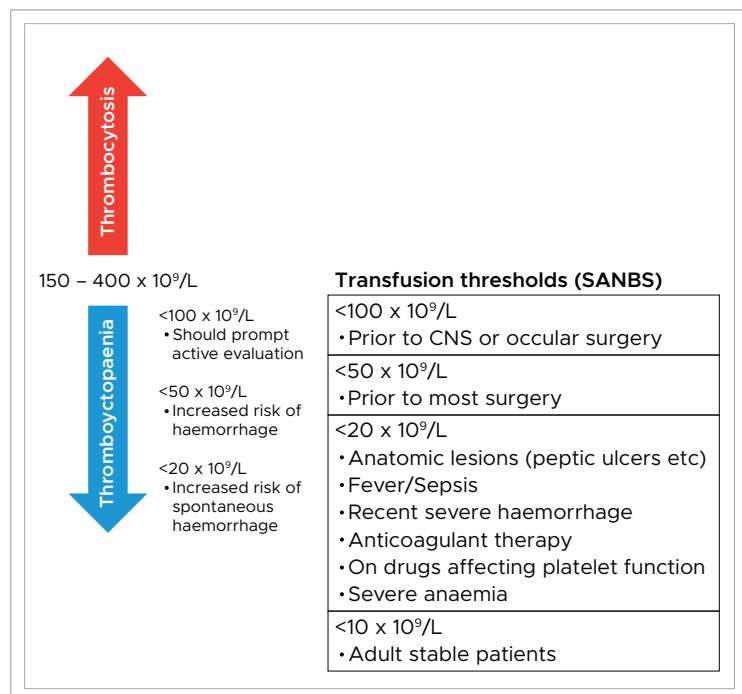 Thrombocytosis
150 – 400 x 10⁹/L
Thromboyctopaenia
<100 x 10⁹/L
• Should prompt
active evaluation
<50 x 10⁹/L
• Increased risk of
haemorrhage
<20 x 10⁹/L
• Increased risk of
spontaneous
haemorrhage
Transfusion thresholds (SANBS)
<100 x 10⁹/L
• Prior to CNS or occular surgery
<50 x 10⁹/L
• Prior to most surgery
<20 x 10⁹/L
• Anatomic lesions (peptic ulcers etc)
• Fever/Sepsis
• Recent severe haemorrhage
• Anticoagulant therapy
• On drugs affecting platelet function
• Severe anaemia
<10 x 10⁹/L
• Adult stable patients